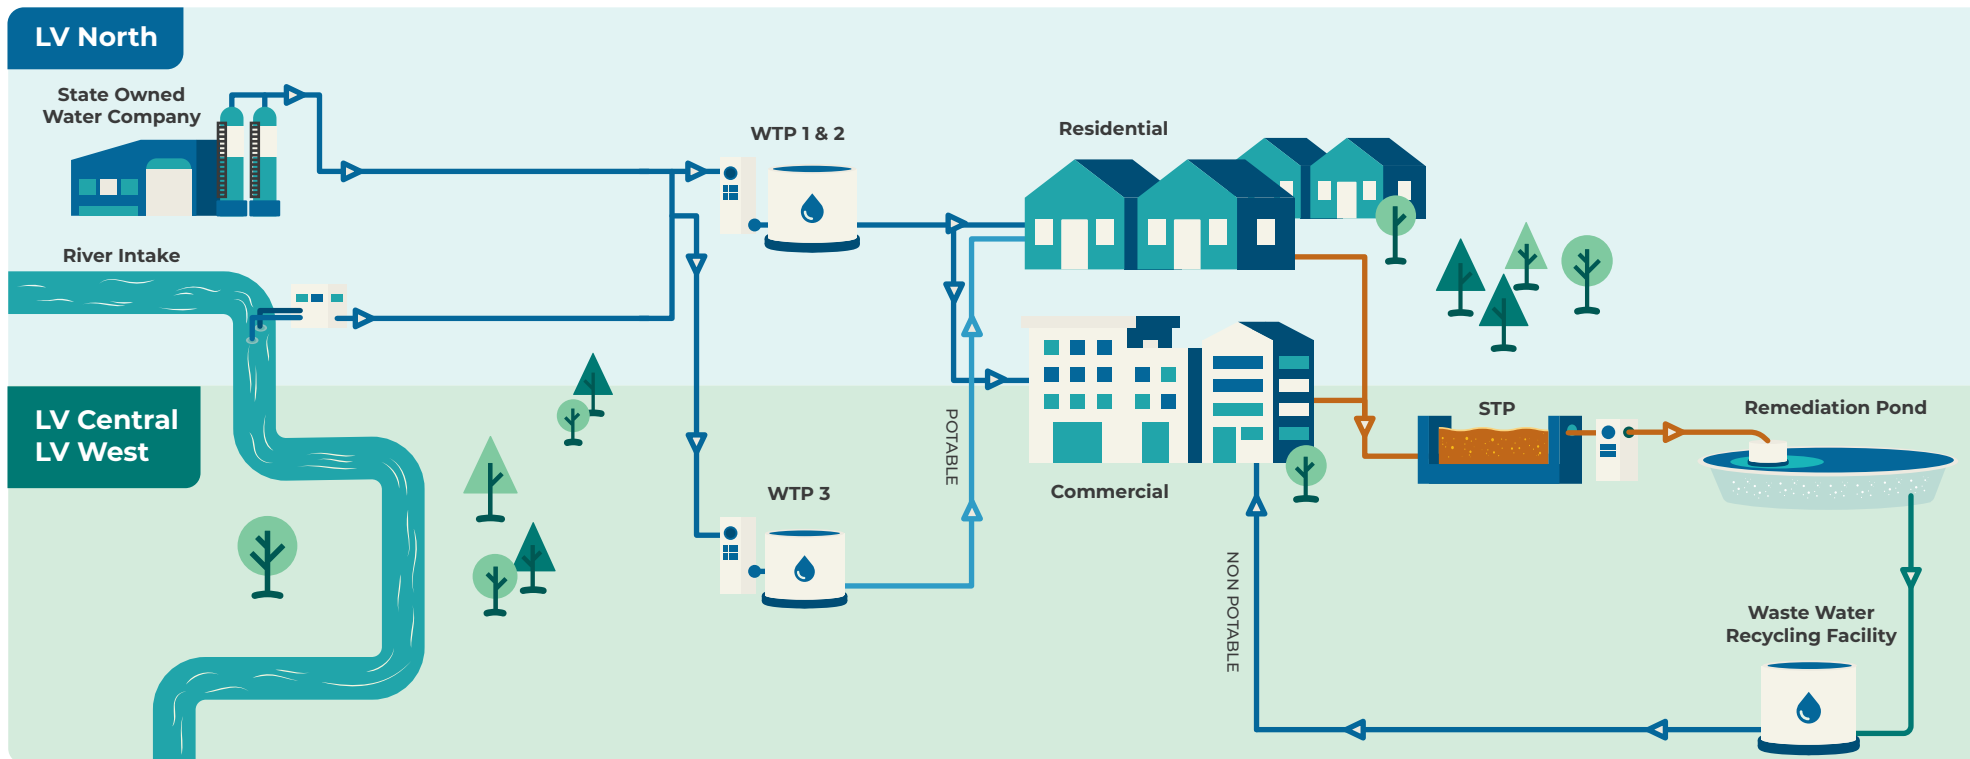 LV North
State Owned
Water Company
River Intake
WTP 1 & 2
Residential
LV Central
LV West
POTABLE
WTP 3
Commercial
NON POTABLE
STP
Remediation Pond
Waste Water
Recycling Facility